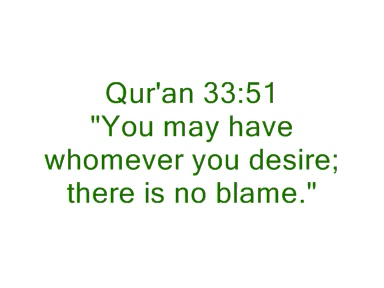 Qur'an 33:51
"You may have
whomever you desire;
there is no blame."